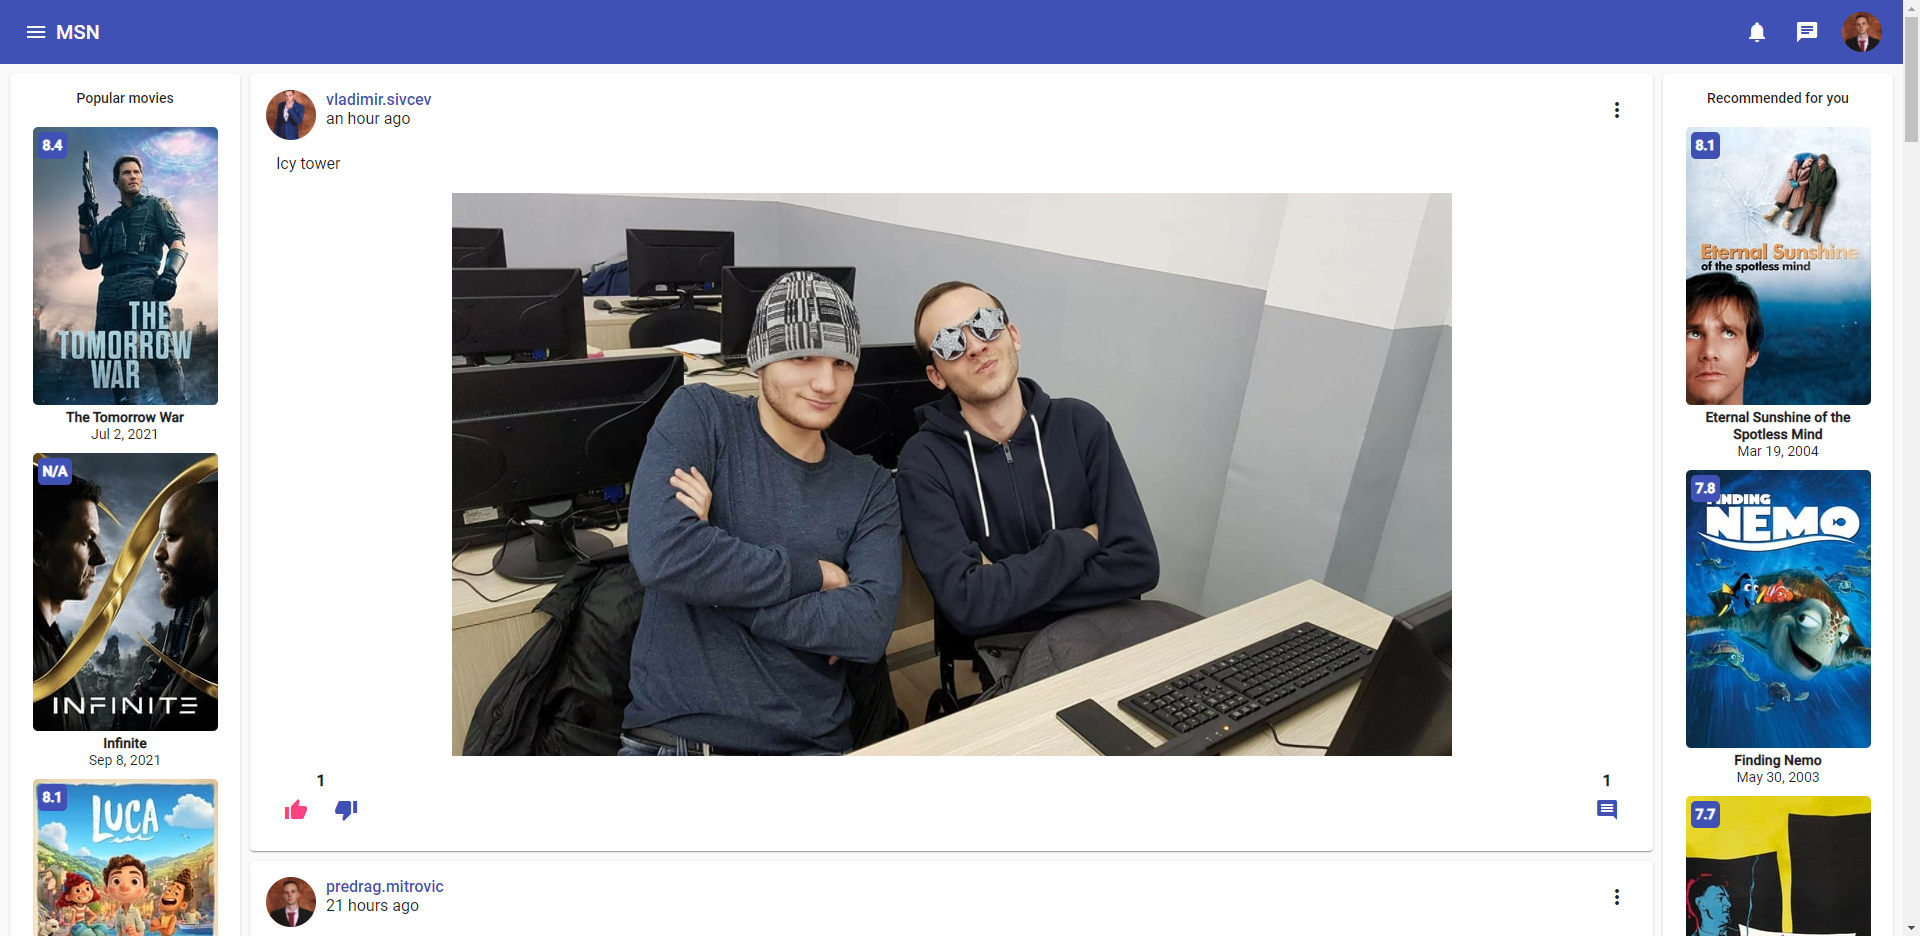 MSN
Popular movies
8.4
THE
TOMORROW
WAR
The Tomorrow War
Jul 2, 2021
N/A
INFINITE
Infinite
Sep 8, 2021
8.1
LUCA
vladimir.sivcev
an hour ago
Icy tower
1
1
predrag.mitrovic
21 hours ago
Recommended for you
8.1
Eternal Sunshine
of the spotless mind
Eternal Sunshine of the
Spotless Mind
Mar 19, 2004
7.8
FINDING
NEMO
Finding Nemo
May 30, 2003
7.7